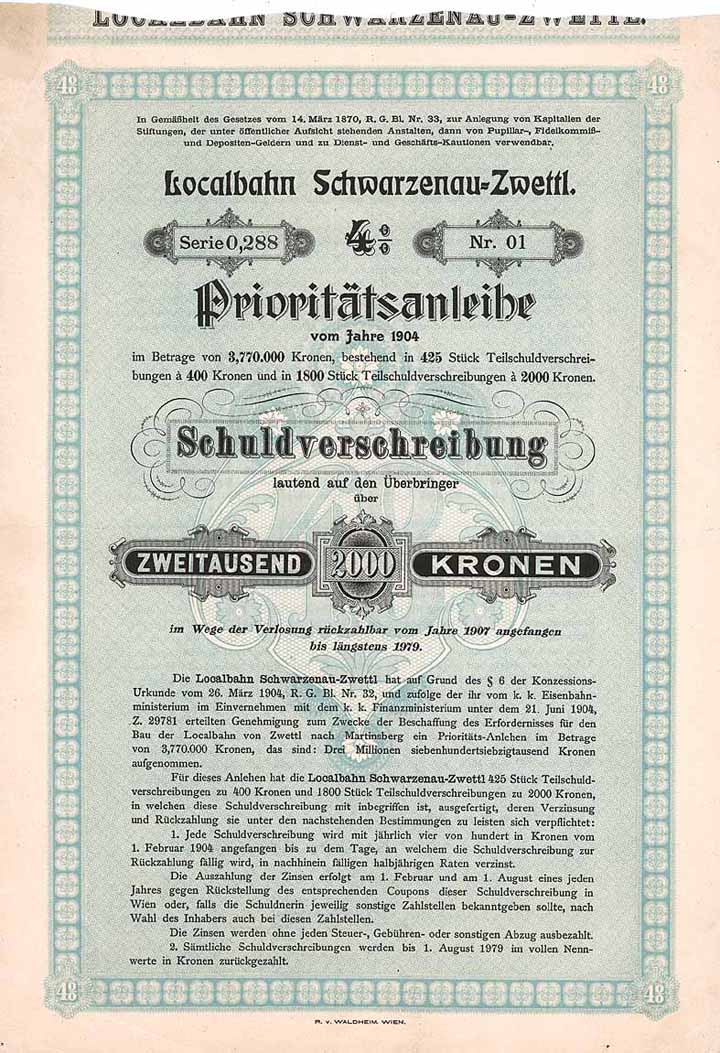 LOCALBAHN SCHWARZENAU-ZWETTL.
48 48
In Gemäßheit des Gesetzes vom 14. März 1870, R. G. Bl. Nr. 33, zur Anlegung von Kapitalien der
Stiftungen, der unter öffentlicher Aufsicht stehenden Anstalten, dann von Pupillar-, Fideikommiß-
und Depositen-Geldern und zu Dienst- und Geschäfts-Kautionen verwendbar.
Localbahn Schwarzenau-Zwettl.
Serie 0,288 4% Nr. 01
Prioritätsanleihe
vom Jahre 1904
im Betrage von 3,770.000 Kronen, bestehend in 425 Stück Teilschuldverschrei-
bungen à 400 Kronen und in 1800 Stück Teilschuldverschreibungen à 2000 Kronen.
Schuldverschreibung
lautend auf den Überbringer
über
ZWEITAUSEND 2000 KRONEN
im Wege der Verlosung rückzahlbar vom Jahre 1907 angefangen
bis längstens 1979.
Die Localbahn Schwarzenau-Zwettl hat auf Grund des § 6 der Konzessions-
Urkunde vom 26. März 1904, R. G. Bl. Nr. 32, und zufolge der ihr vom k. k. Eisenbahn-
ministerium im Einvernehmen mit dem k. k. Finanzministerium unter dem 21. Juni 1904,
Z. 29781 erteilten Genehmigung zum Zwecke der Beschaffung des Erfordernisses für den
Bau der Localbahn von Zwettl nach Martinsberg ein Prioritäts-Anlehen im Betrage
von 3,770.000 Kronen, das sind: Drei Millionen siebenhundertsiebzigtausend Kronen
aufgenommen.
Für dieses Anlehen hat die Localbahn Schwarzenau-Zwettl 425 Stück Teilschuld-
verschreibungen zu 400 Kronen und 1800 Stück Teilschuldverschreibungen zu 2000 Kronen,
in welchen diese Schuldverschreibung mit inbegriffen ist, ausgefertigt, deren Verzinsung
und Rückzahlung sie unter den nachstehenden Bestimmungen zu leisten sich verpflichtet:
1. Jede Schuldverschreibung wird mit jährlich vier von hundert in Kronen vom
1. Februar 1904 angefangen bis zu dem Tage, an welchem die Schuldverschreibung zur
Rückzahlung fällig wird, in nachhinein fälligen halbjährigen Raten verzinst.
Die Auszahlung der Zinsen erfolgt am 1. Februar und am 1. August eines jeden
Jahres gegen Rückstellung des entsprechenden Coupons dieser Schuldverschreibung in
Wien oder, falls die Schuldnerin jeweilig sonstige Zahlstellen bekanntgeben sollte, nach
Wahl des Inhabers auch bei diesen Zahlstellen.
Die Zinsen werden ohne jeden Steuer-, Gebühren- oder sonstigen Abzug ausbezahlt.
2. Sämtliche Schuldverschreibungen werden bis 1. August 1979 im vollen Nenn-
werte in Kronen zurückgezahlt.
48 48
R. v. WALDHEIM. WIEN.